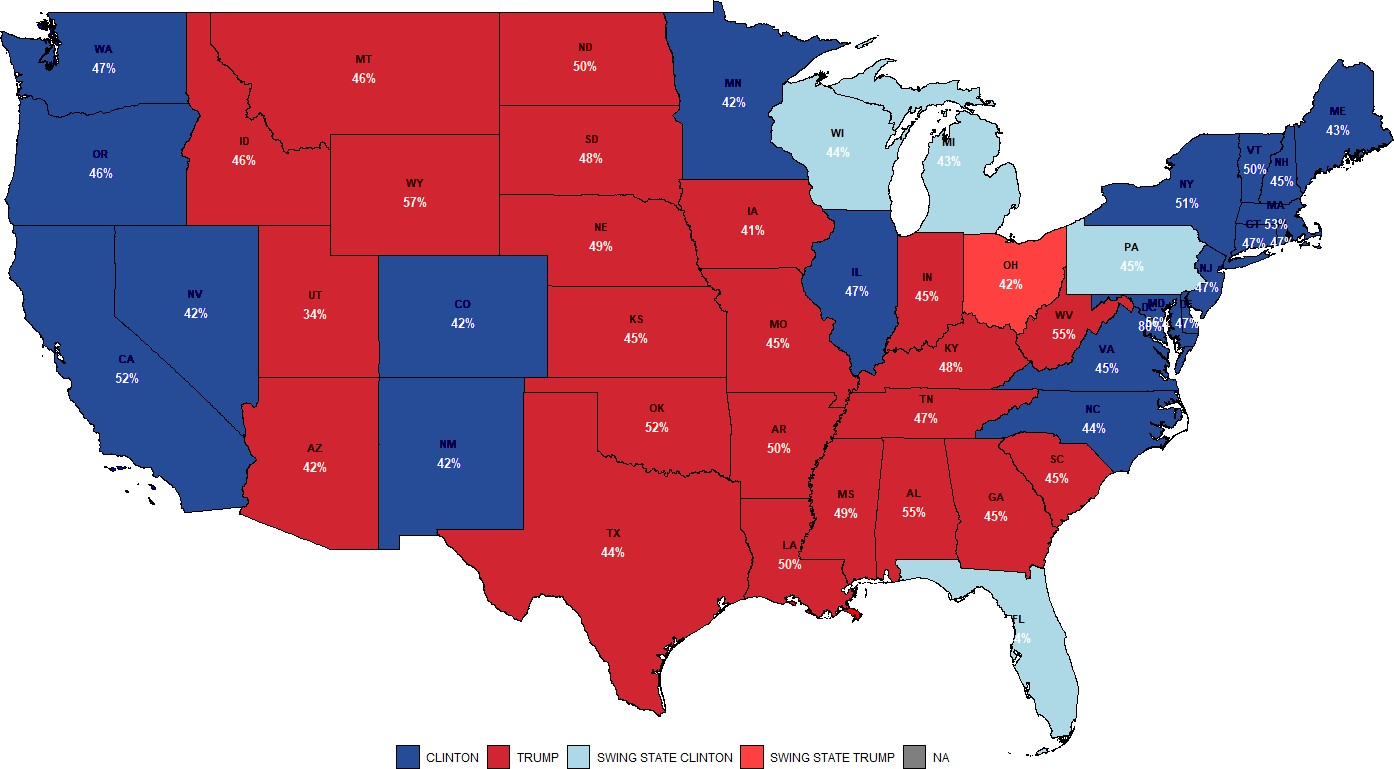 WA
47%
OR
46%
CA
52%
NV
42%
ID
46%
MT
46%
WY
57%
UT
34%
AZ
42%
CO
42%
NM
42%
ND
50%
SD
48%
NE
49%
KS
45%
OK
52%
TX
44%
MN
42%
IA
41%
MO
45%
AR
50%
LA
50%
WI
44%
IL
47%
MI
43%
IN
45%
OH
42%
KY
48%
TN
47%
MS
49%
AL
55%
GA
45%
FL
4%
SC
45%
NC
44%
VA
45%
WV
55%
PA
45%
NY
51%
VT
50%
NH
45%
ME
43%
MA
53%
CT
47%
47%
NJ
47%
DE
47%
MD
DC
CLINTON
TRUMP
SWING STATE CLINTON
SWING STATE TRUMP
NA